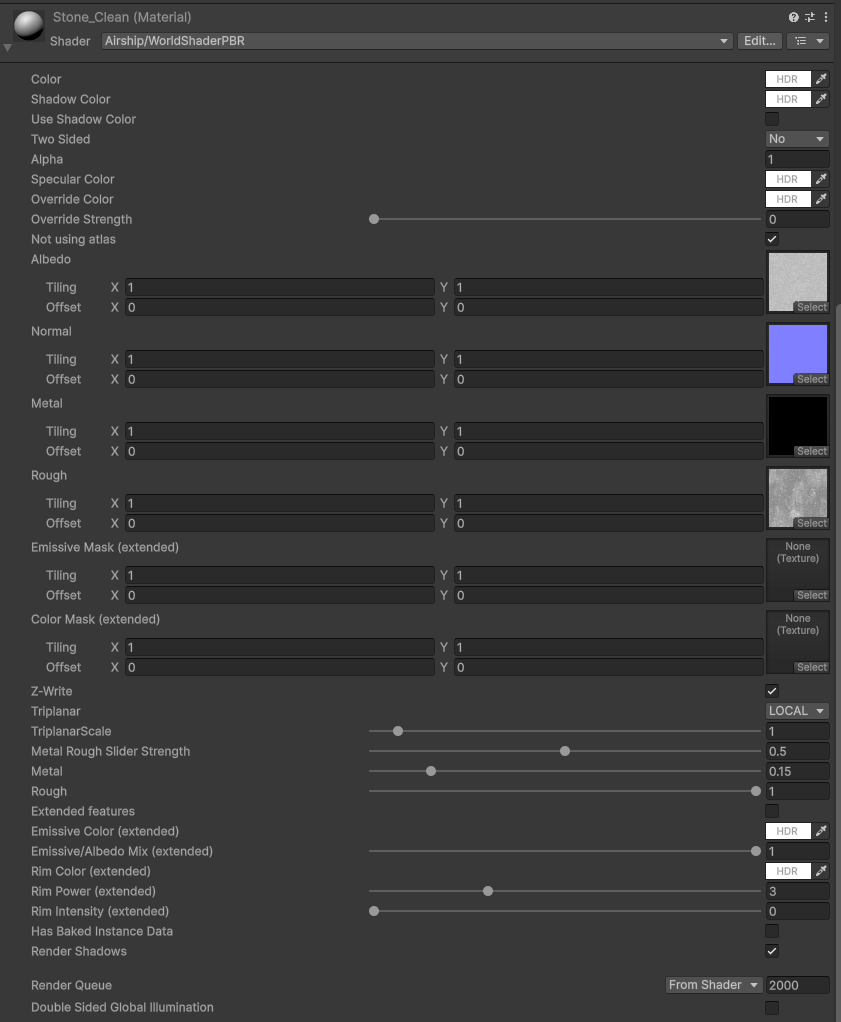 Stone_Clean (Material)
Shader Airship/WorldShaderPBR Edit...
Color HDR
Shadow Color HDR
Use Shadow Color
Two Sided No
Alpha 1
Specular Color HDR
Override Color HDR
Override Strength 0
Not using atlas
Albedo
Tiling X 1 Y 1
Offset X 0 Y 0 Select
Normal
Tiling X 1 Y 1
Offset X 0 Y 0 Select
Metal
Tiling X 1 Y 1
Offset X 0 Y 0 Select
Rough
Tiling X 1 Y 1
Offset X 0 Y 0 Select
Emissive Mask (extended) None
(Texture)
Tiling X 1 Y 1
Offset X 0 Y 0 Select
Color Mask (extended) None
(Texture)
Tiling X 1 Y 1
Offset X 0 Y 0 Select
Z-Write
Triplanar LOCAL
TriplanarScale 1
Metal Rough Slider Strength 0.5
Metal 0.15
Rough 1
Extended features
Emissive Color (extended) HDR
Emissive/Albedo Mix (extended) 1
Rim Color (extended) HDR
Rim Power (extended) 3
Rim Intensity (extended) 0
Has Baked Instance Data
Render Shadows
Render Queue From Shader 2000
Double Sided Global Illumination